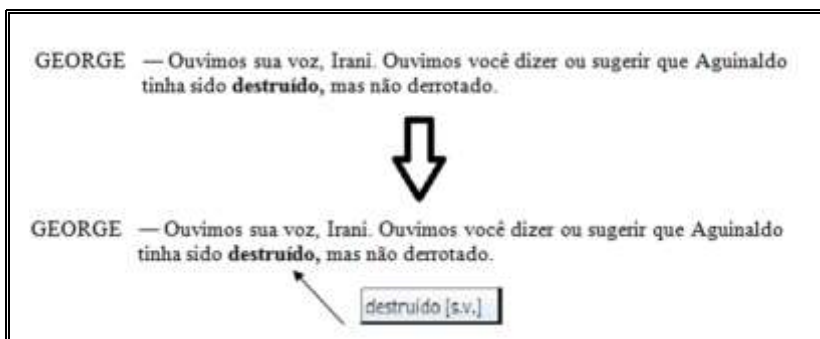 GEORGE — Ouvimos sua voz, Irani. Ouvimos você dizer ou sugerir que Aguinaldo
tinha sido destruído, mas não derrotado.
GEORGE — Ouvimos sua voz, Irani. Ouvimos você dizer ou sugerir que Aguinaldo
tinha sido destruído, mas não derrotado.
destruído [s.v.]